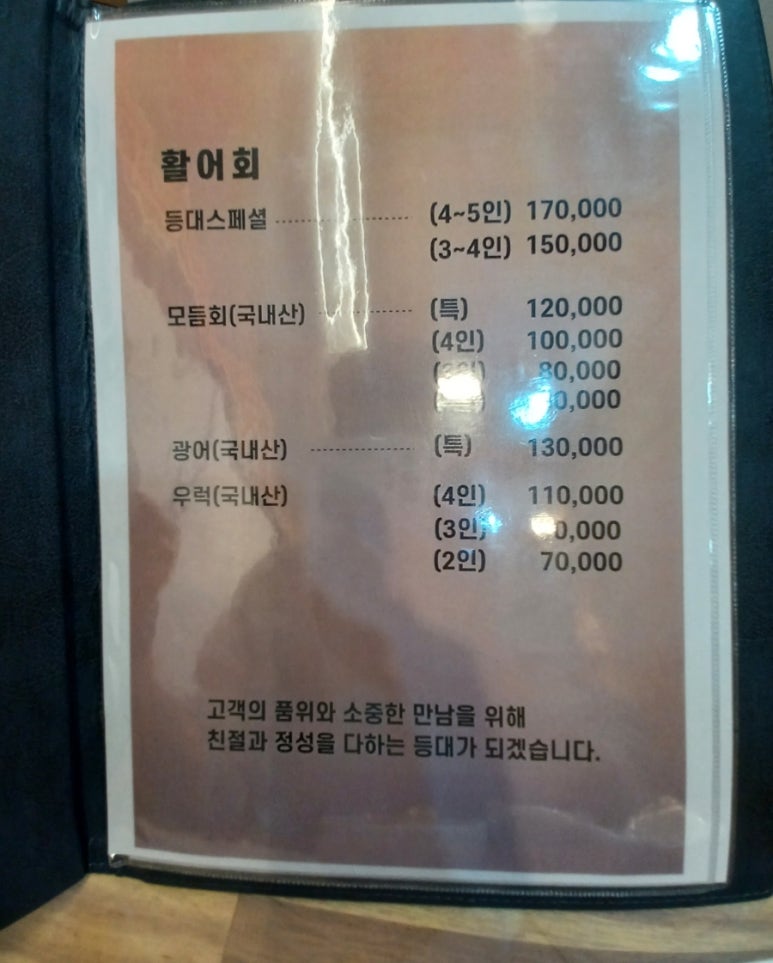 활어회
등대스페셜 (4~5인) 170,000
(3~4인) 150,000
모듬회(국내산) (특) 120,000
(4인) 100,000
80,000
광어(국내산) (특) 130,000
우럭(국내산) (4인) 110,000
(3인)
(2인) 70,000
고객의 품위와 소중한 만남을 위해
친절과 정성을 다하는 등대가 되겠습니다.